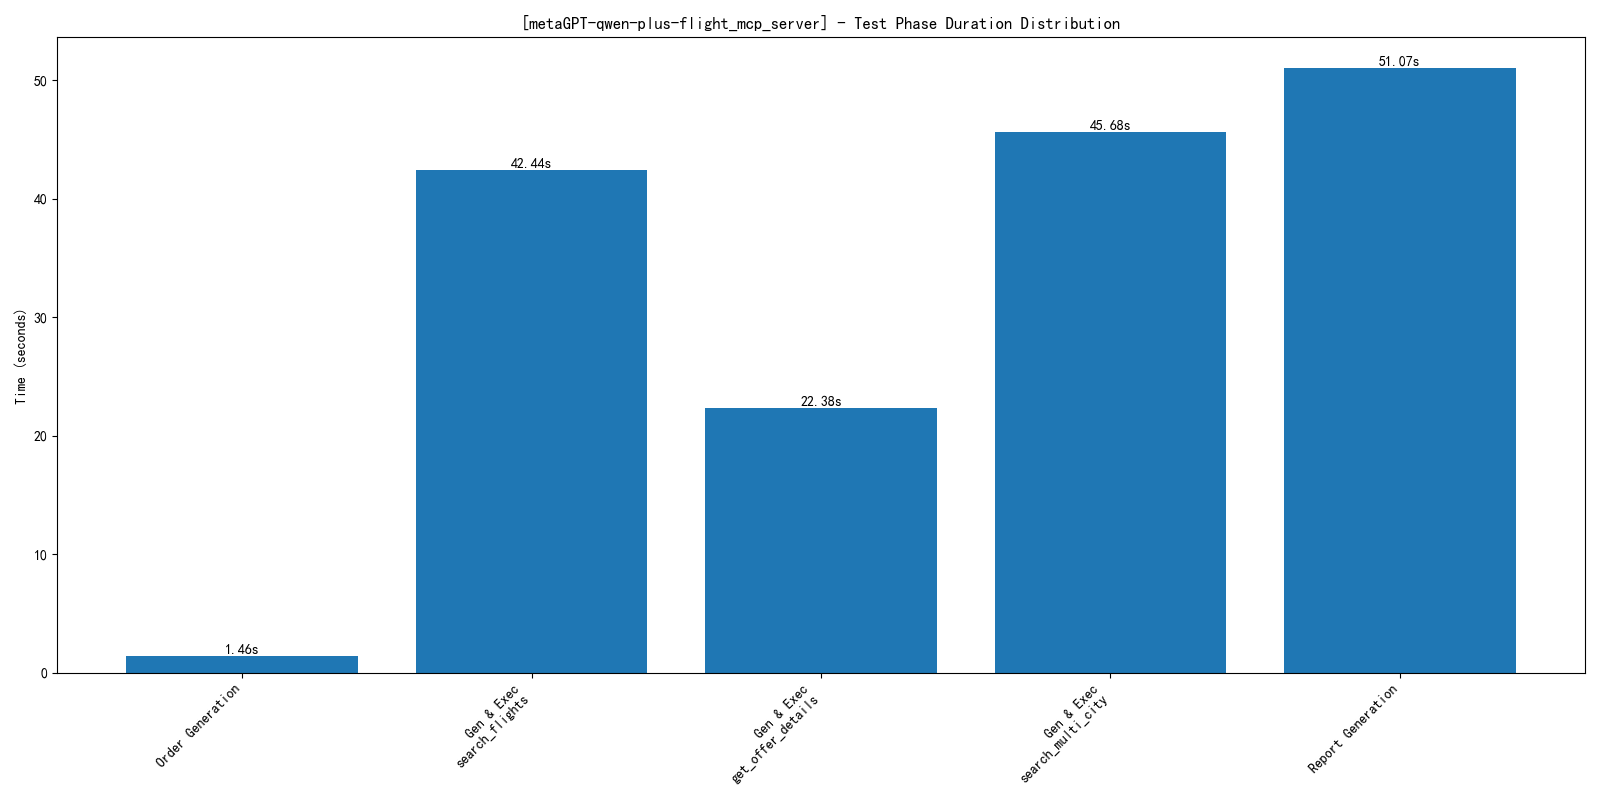 [metaGPT-qwen-plus-flight_mcp_server] - Test Phase Duration Distribution
Time (seconds)
50
40
30
20
10
0
1.46s
42.44s
22.38s
45.68s
51.07s
Order Generation
Gen & Exec
search_flights
Gen & Exec
get_offer_details
Gen & Exec
search_multi_city
Report Generation